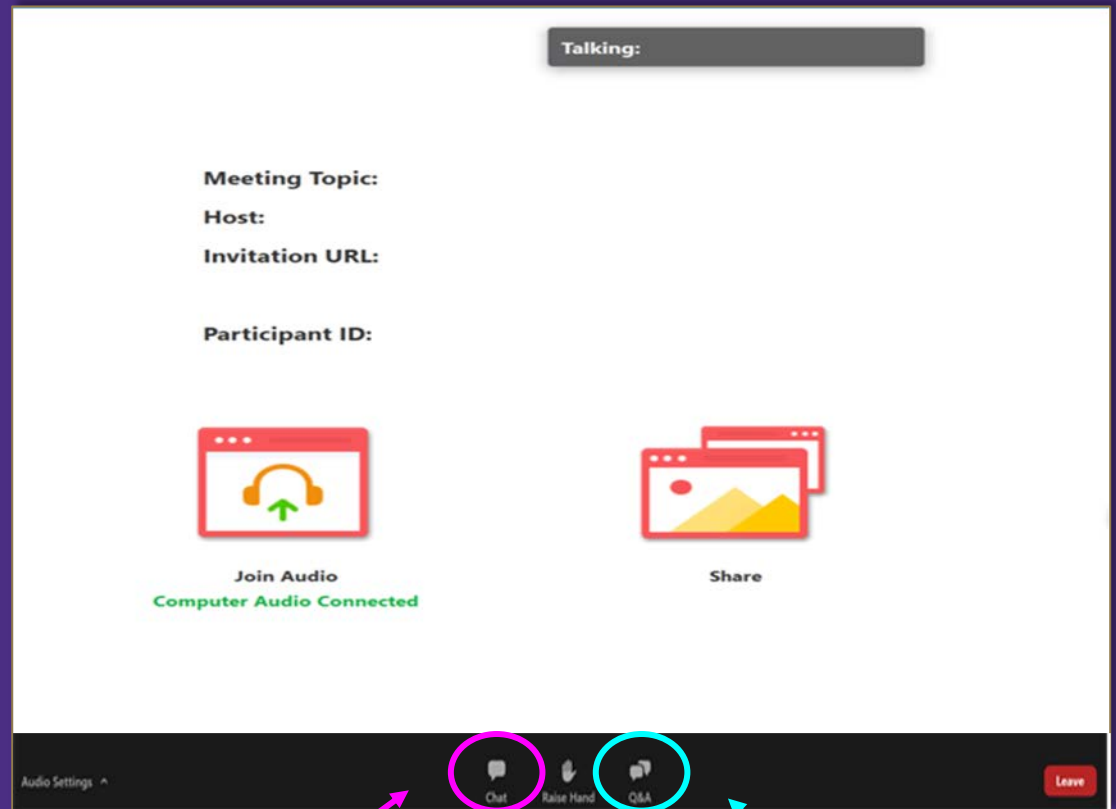 Talking:
Meeting Topic:
Host:
Invitation URL:
Participant ID:
Join Audio
Share
Computer Audio Connected
Audio Settings ^
Chat
Raise Hand
Q&A
Leave